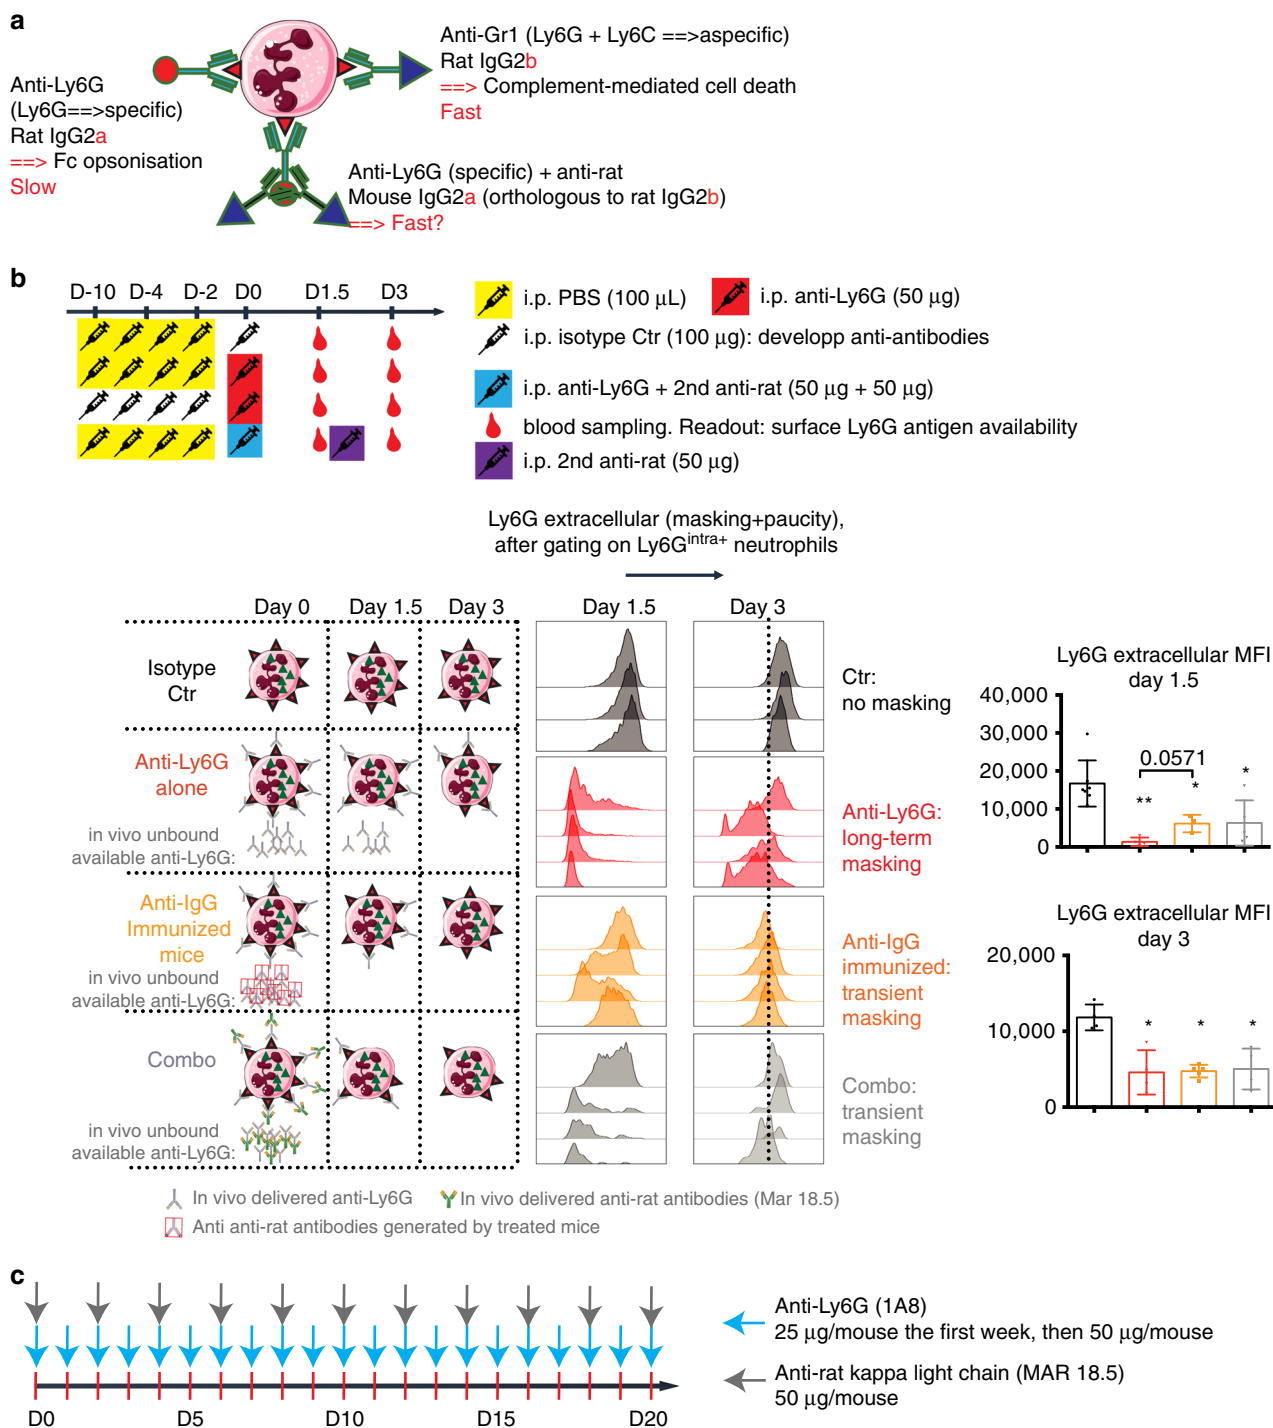 a
Anti-Ly6G
(Ly6G==>specific)
Rat IgG2a
==> Fc opsonisation
Slow
Anti-Gr1 (Ly6G + Ly6C ==>aspecific)
Rat IgG2b
==> Complement-mediated cell death
Fast
Anti-Ly6G (specific) + anti-rat
Mouse IgG2a (orthologous to rat IgG2b)
==> Fast?
b
D-10 D-4 D-2 D0 D1.5 D3
i.p. PBS (100 μL)
i.p. anti-Ly6G (50 μg)
i.p. isotype Ctr (100 μg): developp anti-antibodies
i.p. anti-Ly6G + 2nd anti-rat (50 μg + 50 μg)
blood sampling. Readout: surface Ly6G antigen availability
i.p. 2nd anti-rat (50 μg)
Ly6G extracellular (masking+paucity),
after gating on Ly6Gintra+ neutrophils
Day 0 Day 1.5 Day 3
Day 1.5 Day 3
Isotype
Ctr
Anti-Ly6G
alone
in vivo unbound
available anti-Ly6G:
Anti-IgG
Immunized
mice
in vivo unbound
available anti-Ly6G:
Combo
in vivo unbound
available anti-Ly6G:
Ctr:
no masking
Anti-Ly6G:
long-term
masking
Anti-IgG
immunized:
transient
masking
Combo:
transient
masking
Ly6G extracellular MFI
day 1.5
40,000
30,000
20,000
10,000
0
0.0571
**
*
*
Ly6G extracellular MFI
day 3
20,000
10,000
0
* * *
In vivo delivered anti-Ly6G
In vivo delivered anti-rat antibodies (Mar 18.5)
Anti anti-rat antibodies generated by treated mice
c
D0 D5 D10 D15 D20
Anti-Ly6G (1A8)
25 μg/mouse the first week, then 50 μg/mouse
Anti-rat kappa light chain (MAR 18.5)
50 μg/mouse